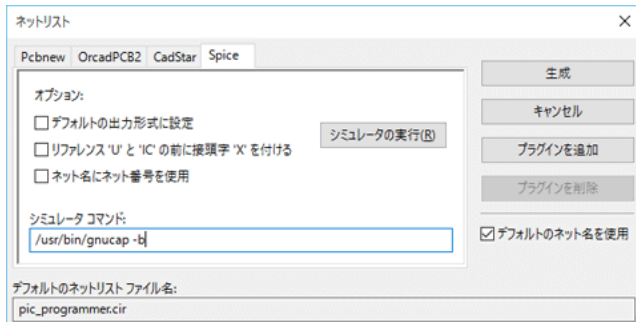 ネットリスト
Pcbnew OrcadPCB2 CadStar Spice
オプション:
デフォルトの出力形式に設定
リファレンス 'U' と 'IC' の前に接頭字 'X' を付ける
ネット名にネット番号を使用
シミュレータの実行(R)
シミュレータ コマンド:
/usr/bin/gnucap -b
生成
キャンセル
プラグインを追加
プラグインを削除
デフォルトのネット名を使用
デフォルトのネットリスト ファイル名:
pic_programmer.cir